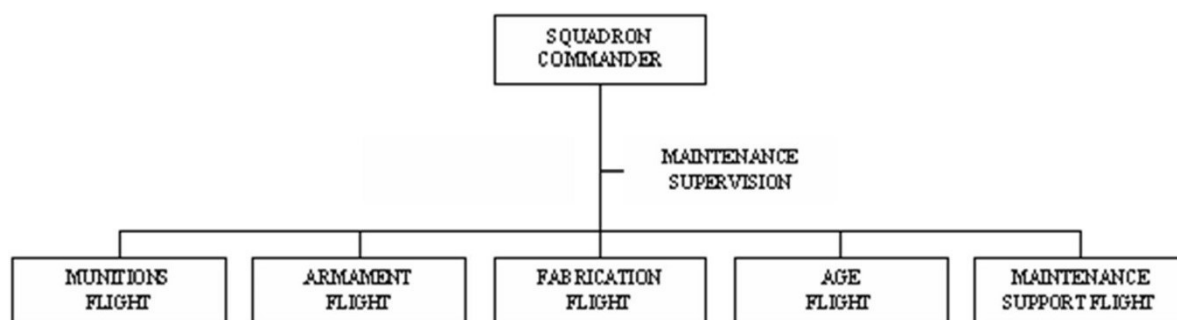 SQUADRON
COMMANDER
MAINTENANCE
SUPERVISION
MUNITIONS
FLIGHT
ARMAMENT
FLIGHT
FABRICATION
FLIGHT
AGE
FLIGHT
MAINTENANCE
SUPPORT FLIGHT